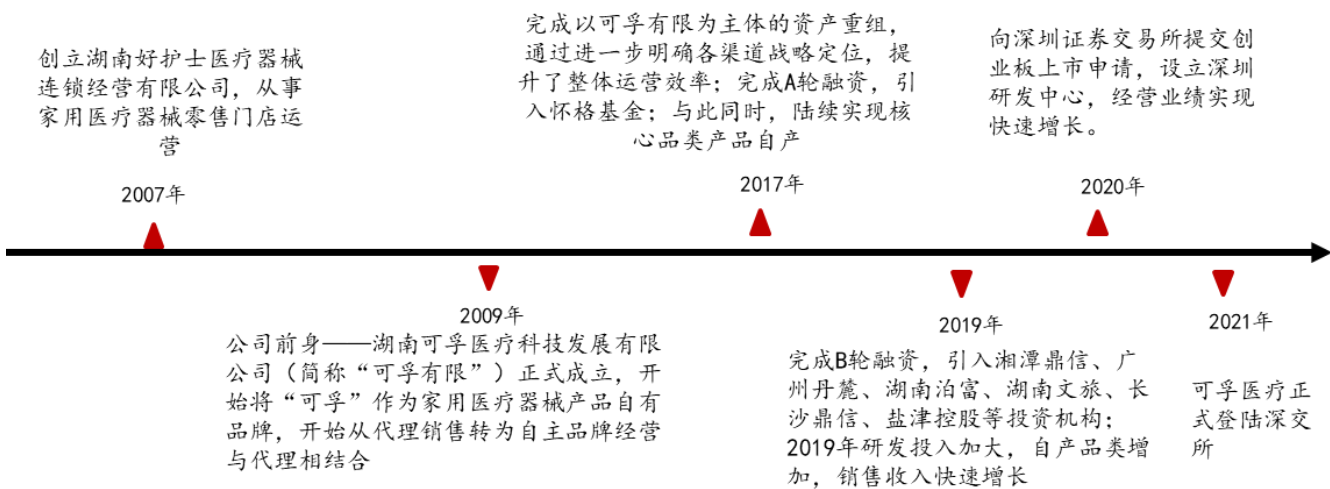 创立湖南好护士医疗器械
连锁经营有限公司，从事
家用医疗器械零售门店运
营
2007年
公司前身——湖南可孚医疗科技发展有限
公司（简称“可孚有限”）正式成立，开
始将“可孚”作为家用医疗器械产品自有
品牌，开始从代理销售转为自主品牌经营
与代理相结合
2009年
完成以可孚有限为主体的资产重组，
通过进一步明确各渠道战略定位，提
升了整体运营效率；完成A轮融资，引
入怀格基金；与此同时，陆续实现核
心品类产品自产
2017年
2019年
完成B轮融资，引入湘潭鼎信、广
州丹麓、湖南泊富、湖南文旅、长
沙鼎信、盐津控股等投资机构；
2019年研发投入加大，自产品类增
加，销售收入快速增长
向深圳证券交易所提交创
业板上市申请，设立深圳
研发中心，经营业绩实现
快速增长。
2020年
2021年
可孚医疗正
式登陆深交
所